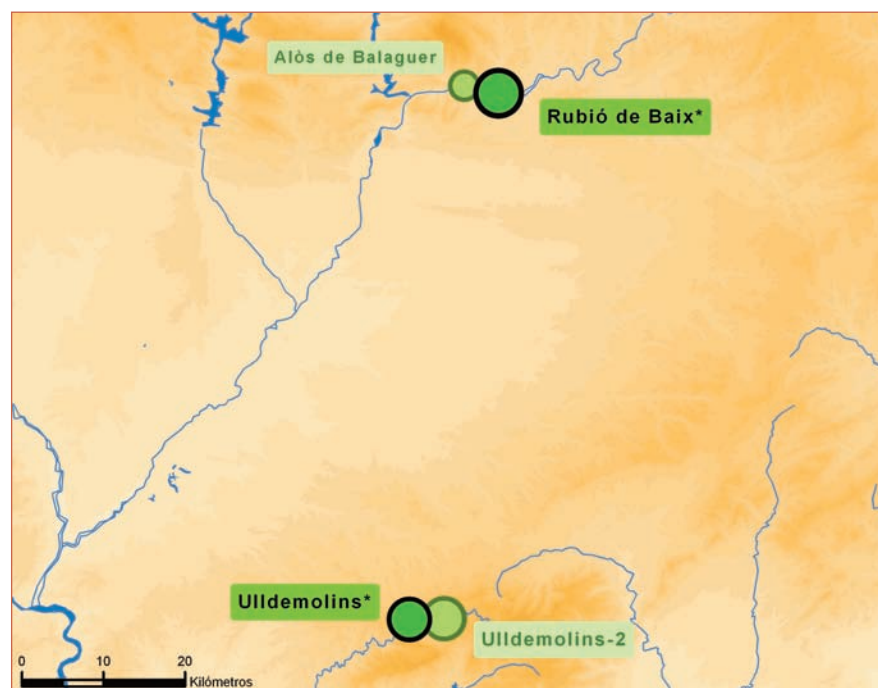 Alòs de Balaguer
Rubió de Baix*
Ulldemolins*
Ulldemolins-2
0 10 20
Kilómetros